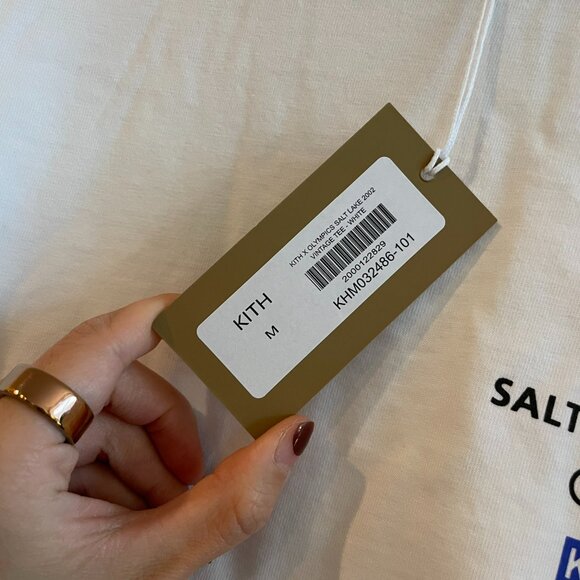 KITH X OLYMPICS SALT LAKE 2002
VINTAGE TEE - WHITE
2000122829
KHM032486-101
KITH
M
SALT
K